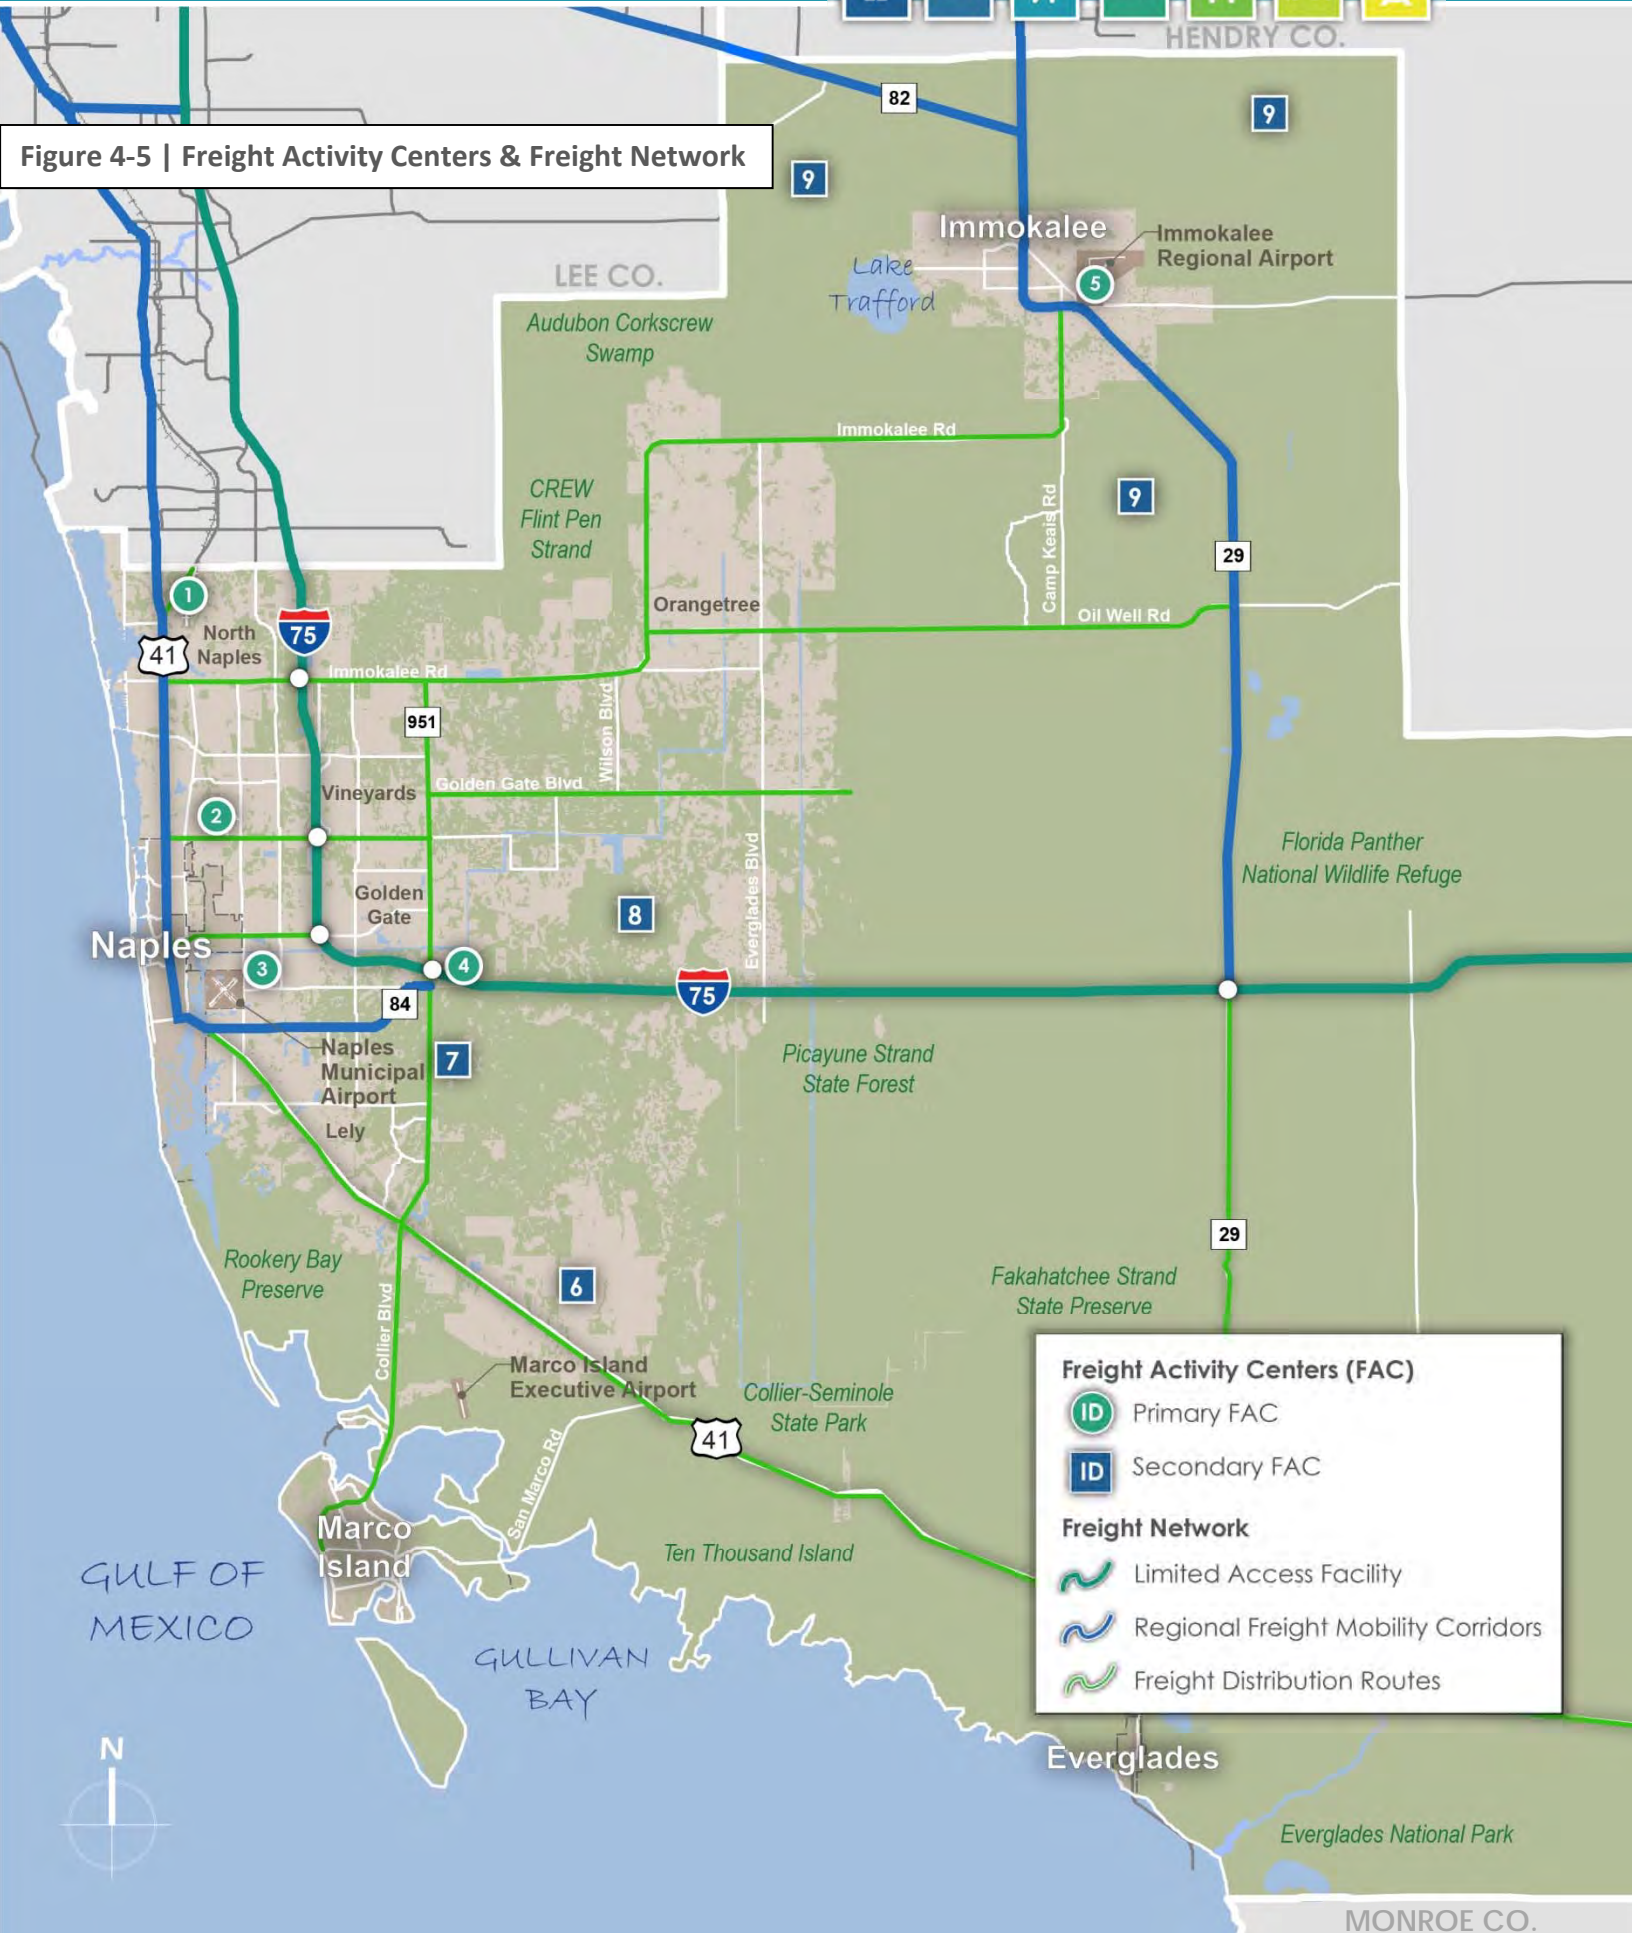 HENDRY CO.
82
9
Figure 4-5 | Freight Activity Centers & Freight Network
9
Immokalee
Immokalee
Regional Airport
LEE CO.
Lake
Trafford
5
Audubon Corkscrew
Swamp
Immokalee Rd
CREW
Flint Pen
Strand
9
Camp Keais Rd
29
1
Orangetree
Oil Well Rd
North
Naples
75
41
Immokalee Rd
951
Wilson Blvd
Golden Gate Blvd
Vineyards
2
Everglades Blvd
Florida Panther
National Wildlife Refuge
Golden
Gate
8
Naples
3
4
75
84
Naples
Municipal
Airport
7
Picayune Strand
State Forest
Lely
29
Rookery Bay
Preserve
6
Fakahatchee Strand
State Preserve
Collier Blvd
Marco Island
Executive Airport
Collier-Seminole
State Park
41
San Marco Rd
Marco
Island
Ten Thousand Island
GULF OF
MEXICO
GULLIVAN
BAY
Freight Activity Centers (FAC)
ID Primary FAC
ID Secondary FAC
Freight Network
Limited Access Facility
Regional Freight Mobility Corridors
Freight Distribution Routes
N
Everglades
Everglades National Park
MONROE CO.